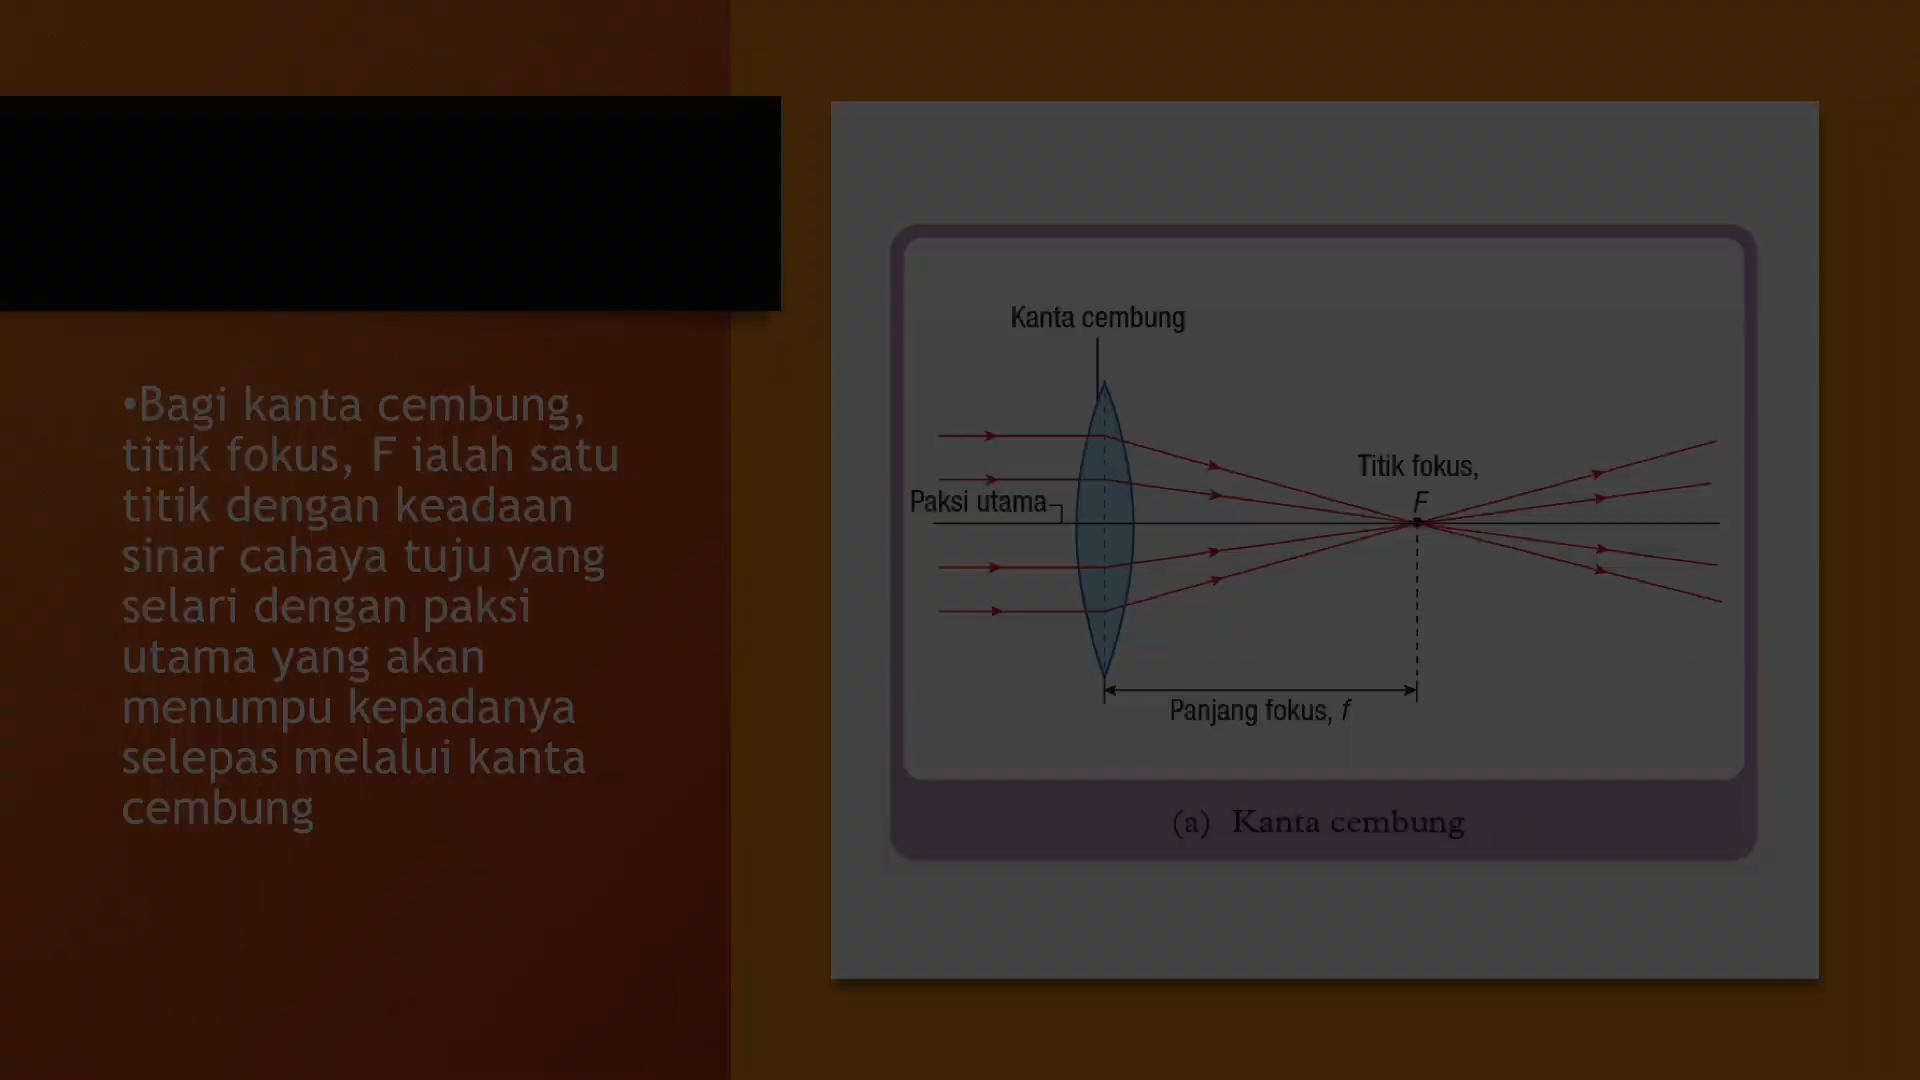 •Bagi kanta cembung,
titik fokus, F ialah satu
titik dengan keadaan
sinar cahaya tuju yang
selari dengan paksi
utama yang akan
menumpu kepadanya
selepas melalui kanta
cembung
Kanta cembung
Titik fokus,
F
Paksi utama
Panjang fokus, f
(a) Kanta cembung